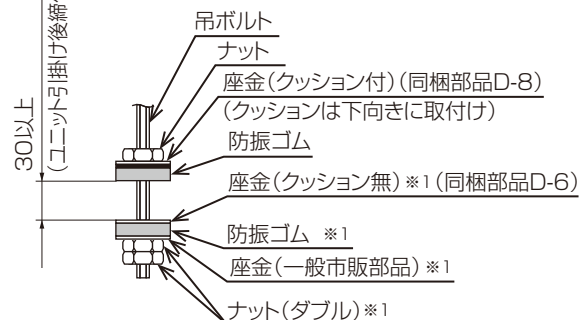 吊ボルト
ナット
座金(クッション付)(同梱部品D-8)
(クッションは下向きに取付け)
防振ゴム
座金(クッション無)※1(同梱部品D-6)
防振ゴム ※1
座金(一般市販部品)※1
ナット(ダブル)※1
30以上
(ユニット引掛け後締